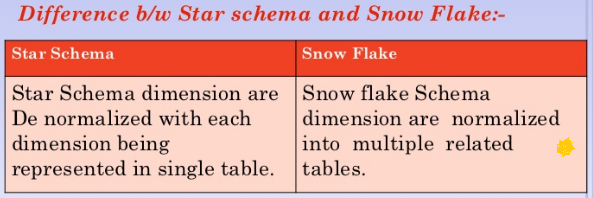 Difference b/w Star schema and Snow Flake:-
Star Schema
Snow Flake
Star Schema dimension are
De normalized with each
dimension being
represented in single table.
Snow flake Schema
dimension are normalized
into multiple related
tables.